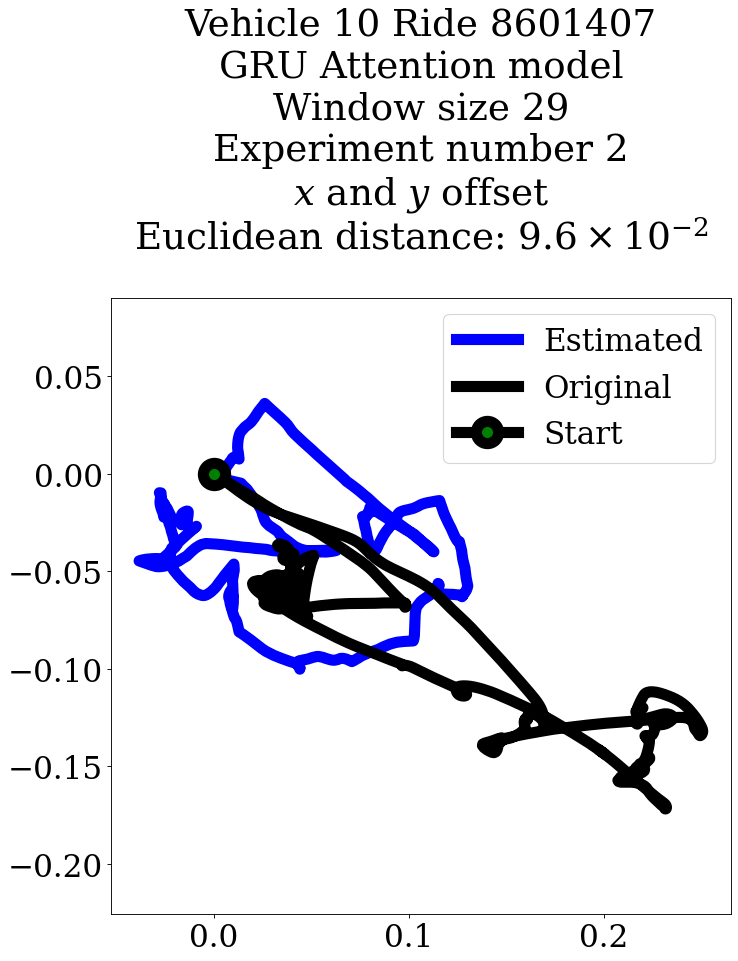 Vehicle 10 Ride 8601407
GRU Attention model
Window size 29
Experiment number 2
x and y offset
Euclidean distance: 9.6 × 10⁻²
Estimated
Original
Start
0.05
0.00
−0.05
−0.10
−0.15
−0.20
0.0 0.1 0.2